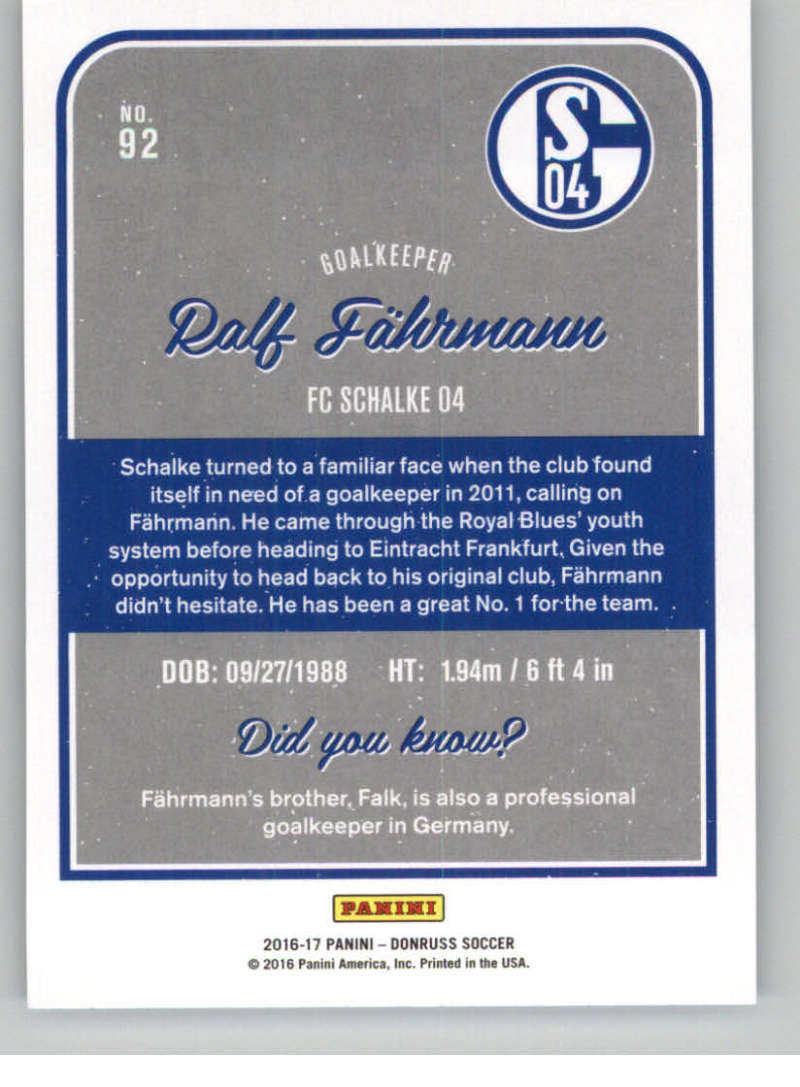 NO.
92
S
04
GOALKEEPER
Ralf Fährmann
FC SCHALKE 04
Schalke turned to a familiar face when the club found
itself in need of a goalkeeper in 2011, calling on
Fährmann. He came through the Royal Blues' youth
system before heading to Eintracht Frankfurt. Given the
opportunity to head back to his original club, Fährmann
didn't hesitate. He has been a great No. 1 for the team.
DOB: 09/27/1988 HT: 1.94m / 6 ft 4 in
Did you know?
Fährmann's brother, Falk, is also a professional
goalkeeper in Germany.
PANINI
2016-17 PANINI – DONRUSS SOCCER
© 2016 Panini America, Inc. Printed in the USA.